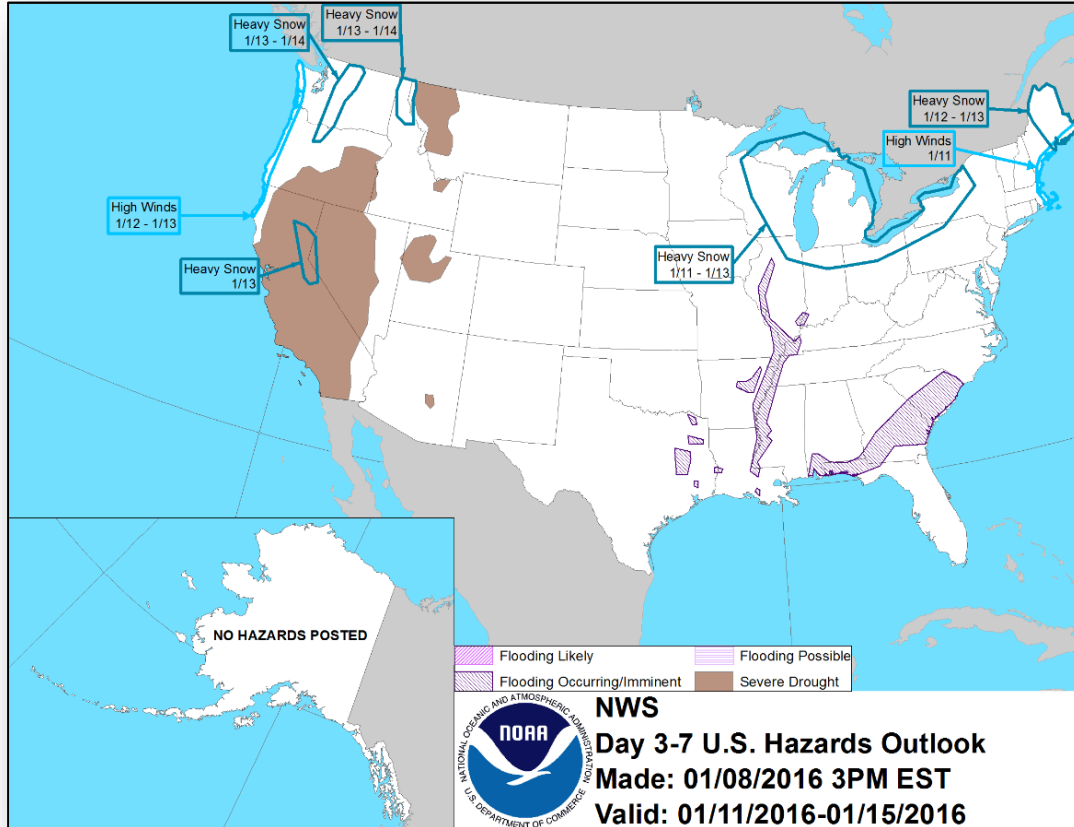 Heavy Snow
1/13 - 1/14
Heavy Snow
1/13 - 1/14
Heavy Snow
1/12 - 1/13
High Winds
1/11
High Winds
1/12 - 1/13
Heavy Snow
1/13
Heavy Snow
1/11 - 1/13
NO HAZARDS POSTED
Flooding Likely
Flooding Possible
Flooding Occurring/Imminent
Severe Drought
NATIONAL OCEANIC AND ATMOSPHERIC ADMINISTRATION
NOAA
U.S. DEPARTMENT OF COMMERCE
NWS
Day 3-7 U.S. Hazards Outlook
Made: 01/08/2016 3PM EST
Valid: 01/11/2016-01/15/2016